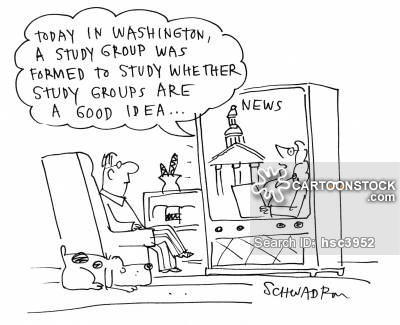 TODAY IN WASHINGTON,
A STUDY GROUP WAS
FORMED TO STUDY WHETHER
STUDY GROUPS ARE
A GOOD IDEA...
NEWS
CARTOONSTOCK
.com
Search ID: hsc3952
SCHWADRON